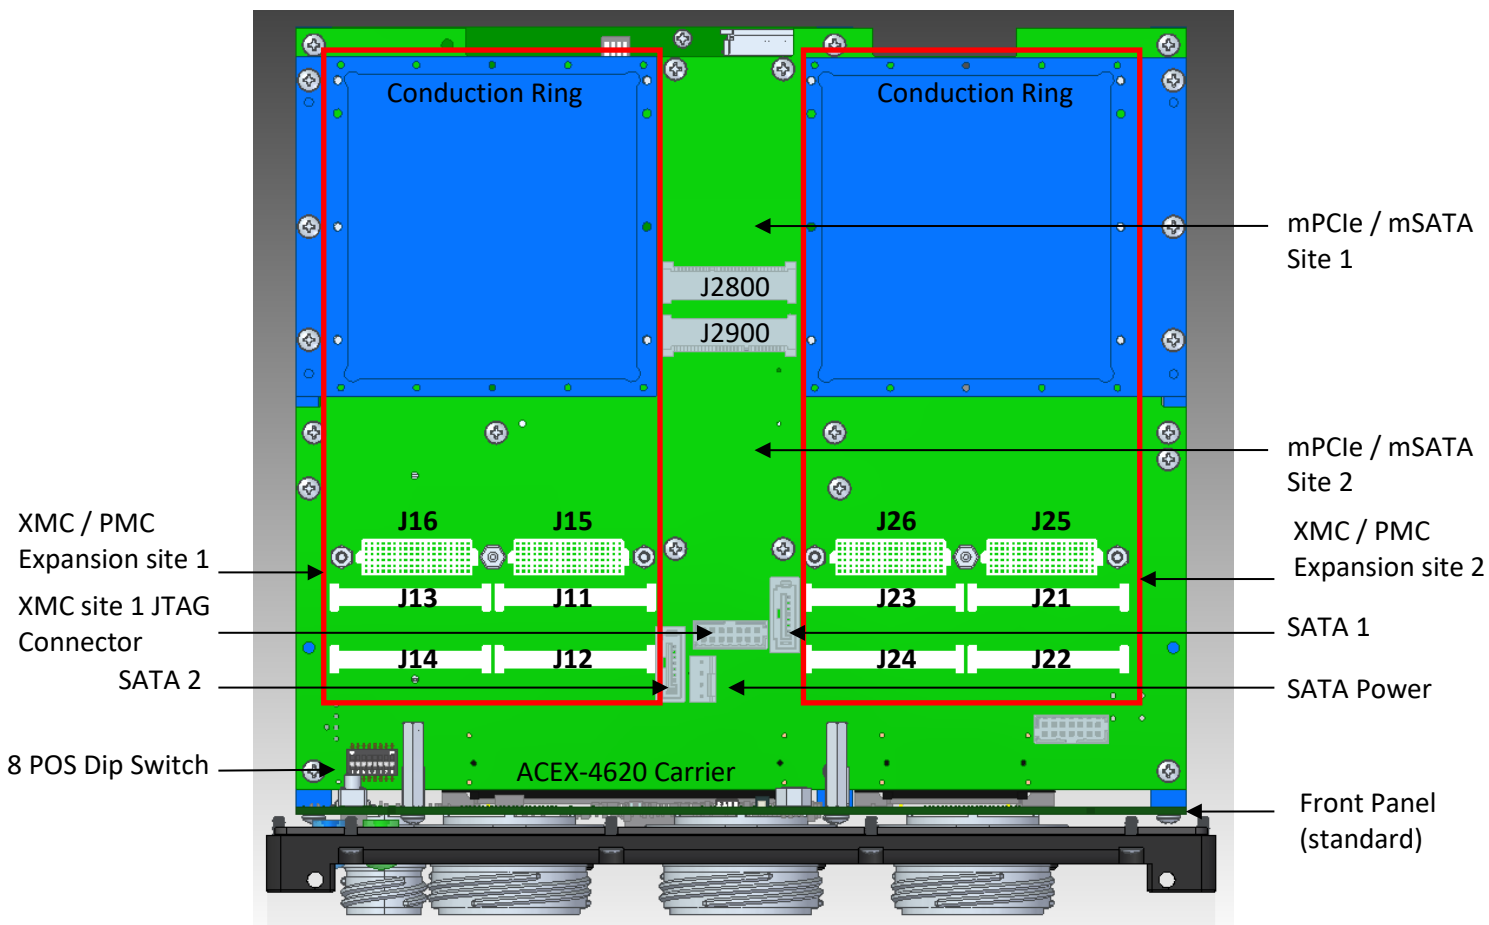 Conduction Ring
Conduction Ring
mPCIe / mSATA
Site 1
J2800
J2900
mPCIe / mSATA
Site 2
J16
J15
J26
J25
XMC / PMC
Expansion site 1
XMC / PMC
Expansion site 2
J13
J11
J23
J21
XMC site 1 JTAG
Connector
SATA 1
J14
J12
J24
J22
SATA 2
SATA Power
8 POS Dip Switch
ACEX-4620 Carrier
Front Panel
(standard)